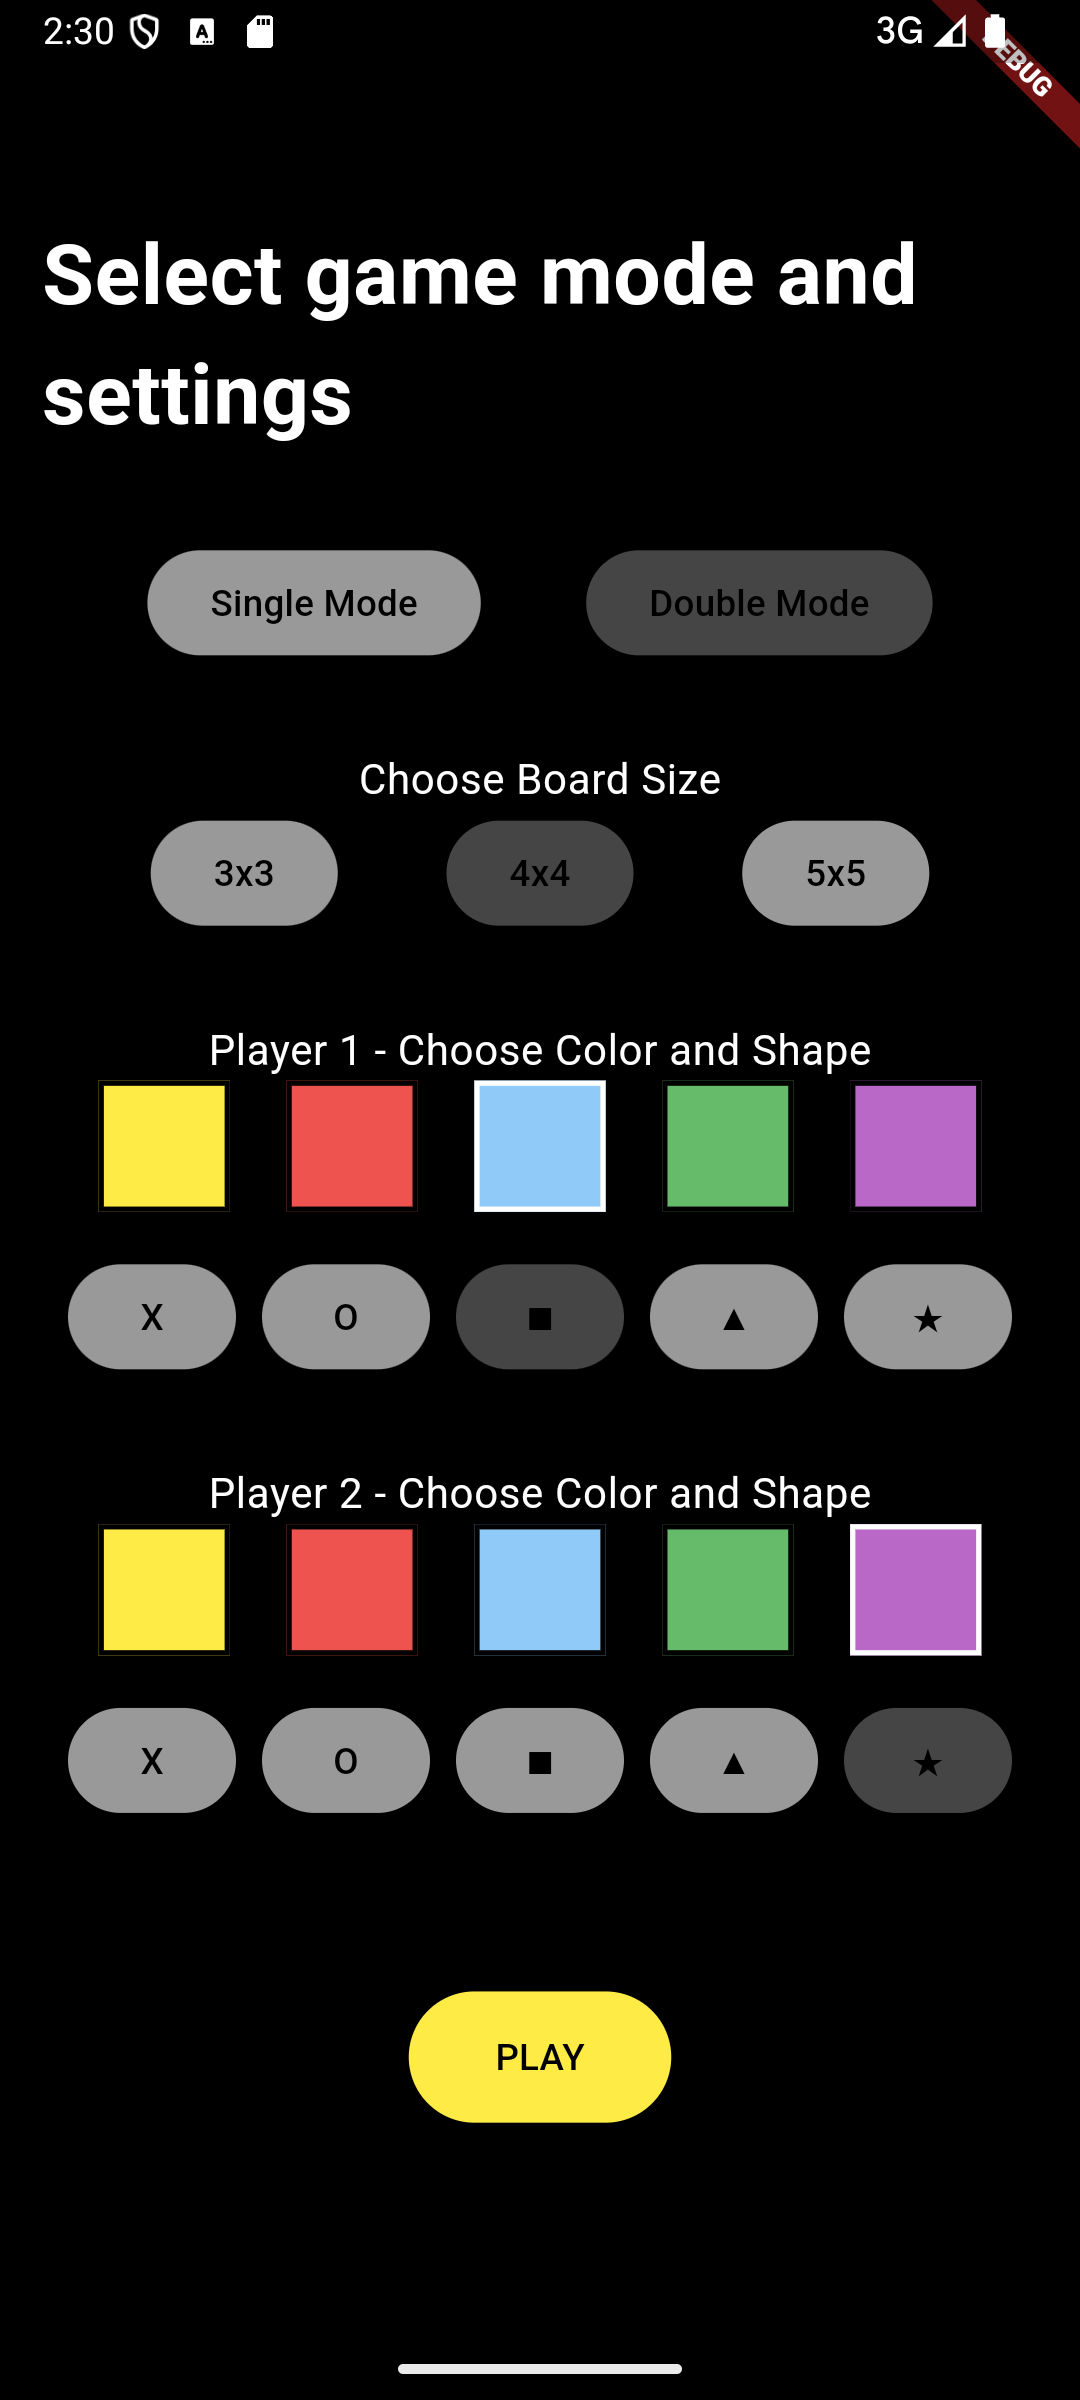 2:30
3G
DEBUG
Select game mode and
settings
Single Mode Double Mode
Choose Board Size
3x3 4x4 5x5
Player 1 - Choose Color and Shape
X O ■ ▲ ★
Player 2 - Choose Color and Shape
X O ■ ▲ ★
PLAY